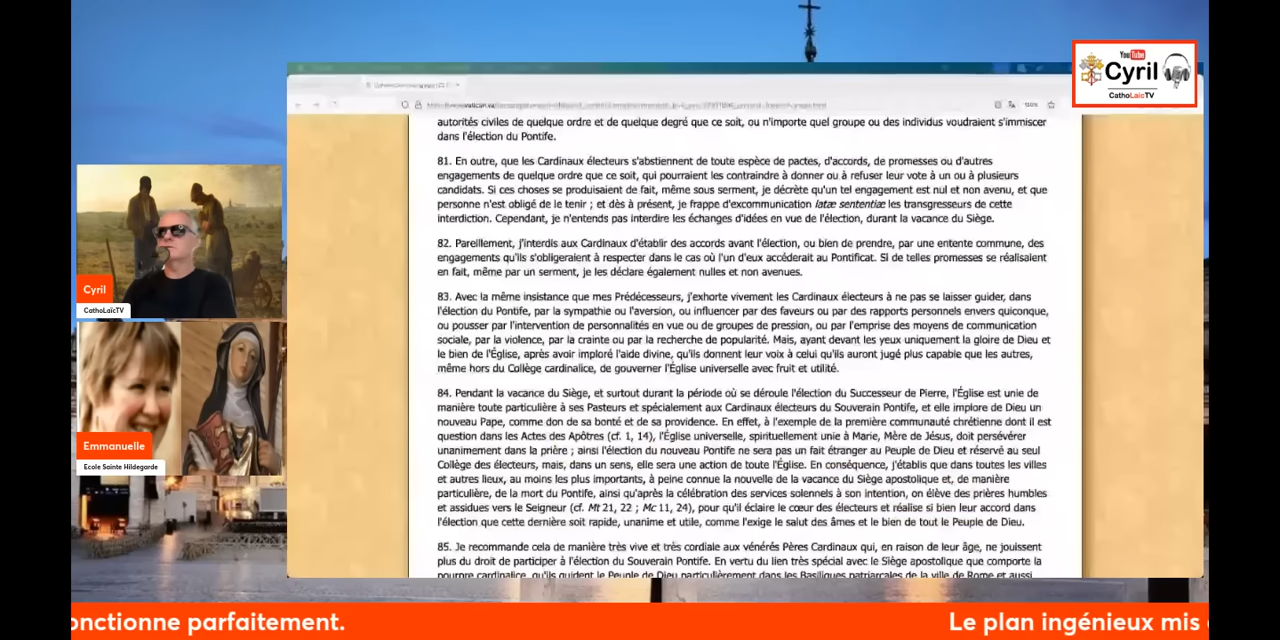 You Tube
Cyril
CathoLaïcTV
autorités civiles de quelque ordre et de quelque degré que ce soit, ou n'importe quel groupe ou des individus voudraient s'immiscer
dans l'élection du Pontife.
81. En outre, que les Cardinaux électeurs s'abstiennent de toute espèce de pactes, d'accords, de promesses ou d'autres
engagements de quelque ordre que ce soit, qui pourraient les contraindre à donner ou à refuser leur vote à un ou à plusieurs
candidats. Si ces choses se produisaient de fait, même sous serment, je décrète qu'un tel engagement est nul et non avenu, et que
personne n'est obligé de le tenir ; et dès à présent, je frappe d'excommunication latæ sententiæ les transgresseurs de cette
interdiction. Cependant, je n'entends pas interdire les échanges d'idées en vue de l'élection, durant la vacance du Siège.
82. Pareillement, j'interdis aux Cardinaux d'établir des accords avant l'élection, ou bien de prendre, par une entente commune, des
engagements qu'ils s'obligeraient à respecter dans le cas où l'un d'eux accéderait au Pontificat. Si de telles promesses se réalisaient
en fait, même par un serment, je les déclare également nulles et non avenues.
83. Avec la même insistance que mes Prédécesseurs, j'exhorte vivement les Cardinaux électeurs à ne pas se laisser guider, dans
l'élection du Pontife, par la sympathie ou l'aversion, ou influencer par des faveurs ou par des rapports personnels envers quiconque,
ou pousser par l'intervention de personnalités en vue ou de groupes de pression, ou par l'emprise des moyens de communication
sociale, par la violence, par la crainte ou par la recherche de popularité. Mais, ayant devant les yeux uniquement la gloire de Dieu et
le bien de l'Église, après avoir imploré l'aide divine, qu'ils donnent leur voix à celui qu'ils auront jugé plus capable que les autres,
même hors du Collège cardinalice, de gouverner l'Église universelle avec fruit et utilité.
84. Pendant la vacance du Siège, et surtout durant la période où se déroule l'élection du Successeur de Pierre, l'Église est unie de
manière toute particulière à ses Pasteurs et spécialement aux Cardinaux électeurs du Souverain Pontife, et elle implore de Dieu un
nouveau Pape, comme don de sa bonté et de sa providence. En effet, à l'exemple de la première communauté chrétienne dont il est
question dans les Actes des Apôtres (cf. 1, 14), l'Église universelle, spirituellement unie à Marie, Mère de Jésus, doit persévérer
unanimement dans la prière ; ainsi l'élection du nouveau Pontife ne sera pas un fait étranger au Peuple de Dieu et réservé au seul
Collège des électeurs, mais, dans un sens, elle sera une action de toute l'Église. En conséquence, j'établis que dans toutes les villes
et autres lieux, au moins les plus importants, à peine connue la nouvelle de la vacance du Siège apostolique et, de manière
particulière, de la mort du Pontife, ainsi qu'après la célébration des services solennels à son intention, on élève des prières humbles
et assidues vers le Seigneur (cf. Mt 21, 22 ; Mc 11, 24), pour qu'il éclaire le cœur des électeurs et réalise si bien leur accord dans
l'élection que cette dernière soit rapide, unanime et utile, comme l'exige le salut des âmes et le bien de tout le Peuple de Dieu.
85. Je recommande cela de manière très vive et très cordiale aux vénérés Pères Cardinaux qui, en raison de leur âge, ne jouissent
plus du droit de participer à l'élection du Souverain Pontife. En vertu du lien très spécial avec le Siège apostolique que comporte la
pourpre cardinalice, qu'ils guident le Peuple de Dieu particulièrement dans les Basiliques patriarcales de la ville de Rome et aussi
Cyril
CathoLaïcTV
Emmanuelle
Ecole Sainte Hildegarde
onctionne parfaitement.
Le plan ingénieux mis